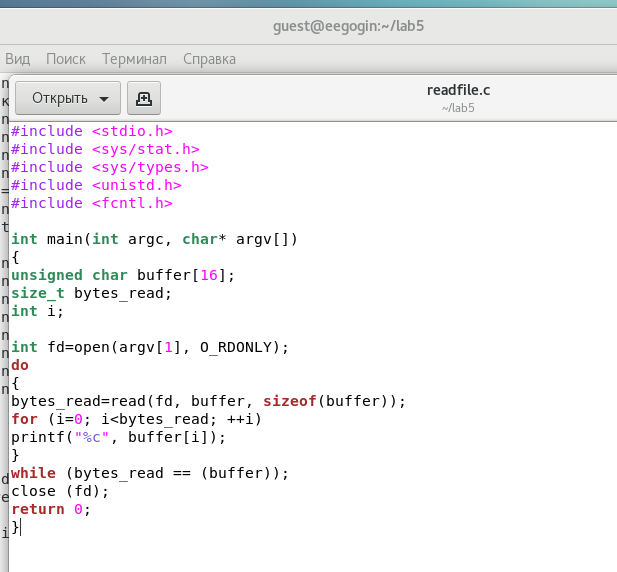 guest@eegogin:~/lab5
Вид Поиск Терминал Справка
Открыть
readfile.c
~/lab5
#include <stdio.h>
#include <sys/stat.h>
#include <sys/types.h>
#include <unistd.h>
#include <fcntl.h>
int main(int argc, char* argv[])
{
unsigned char buffer[16];
size_t bytes_read;
int i;
int fd=open(argv[1], O_RDONLY);
do
{
bytes_read=read(fd, buffer, sizeof(buffer));
for (i=0; i<bytes_read; ++i)
printf("%c", buffer[i]);
}
while (bytes_read == (buffer));
close (fd);
return 0;
}